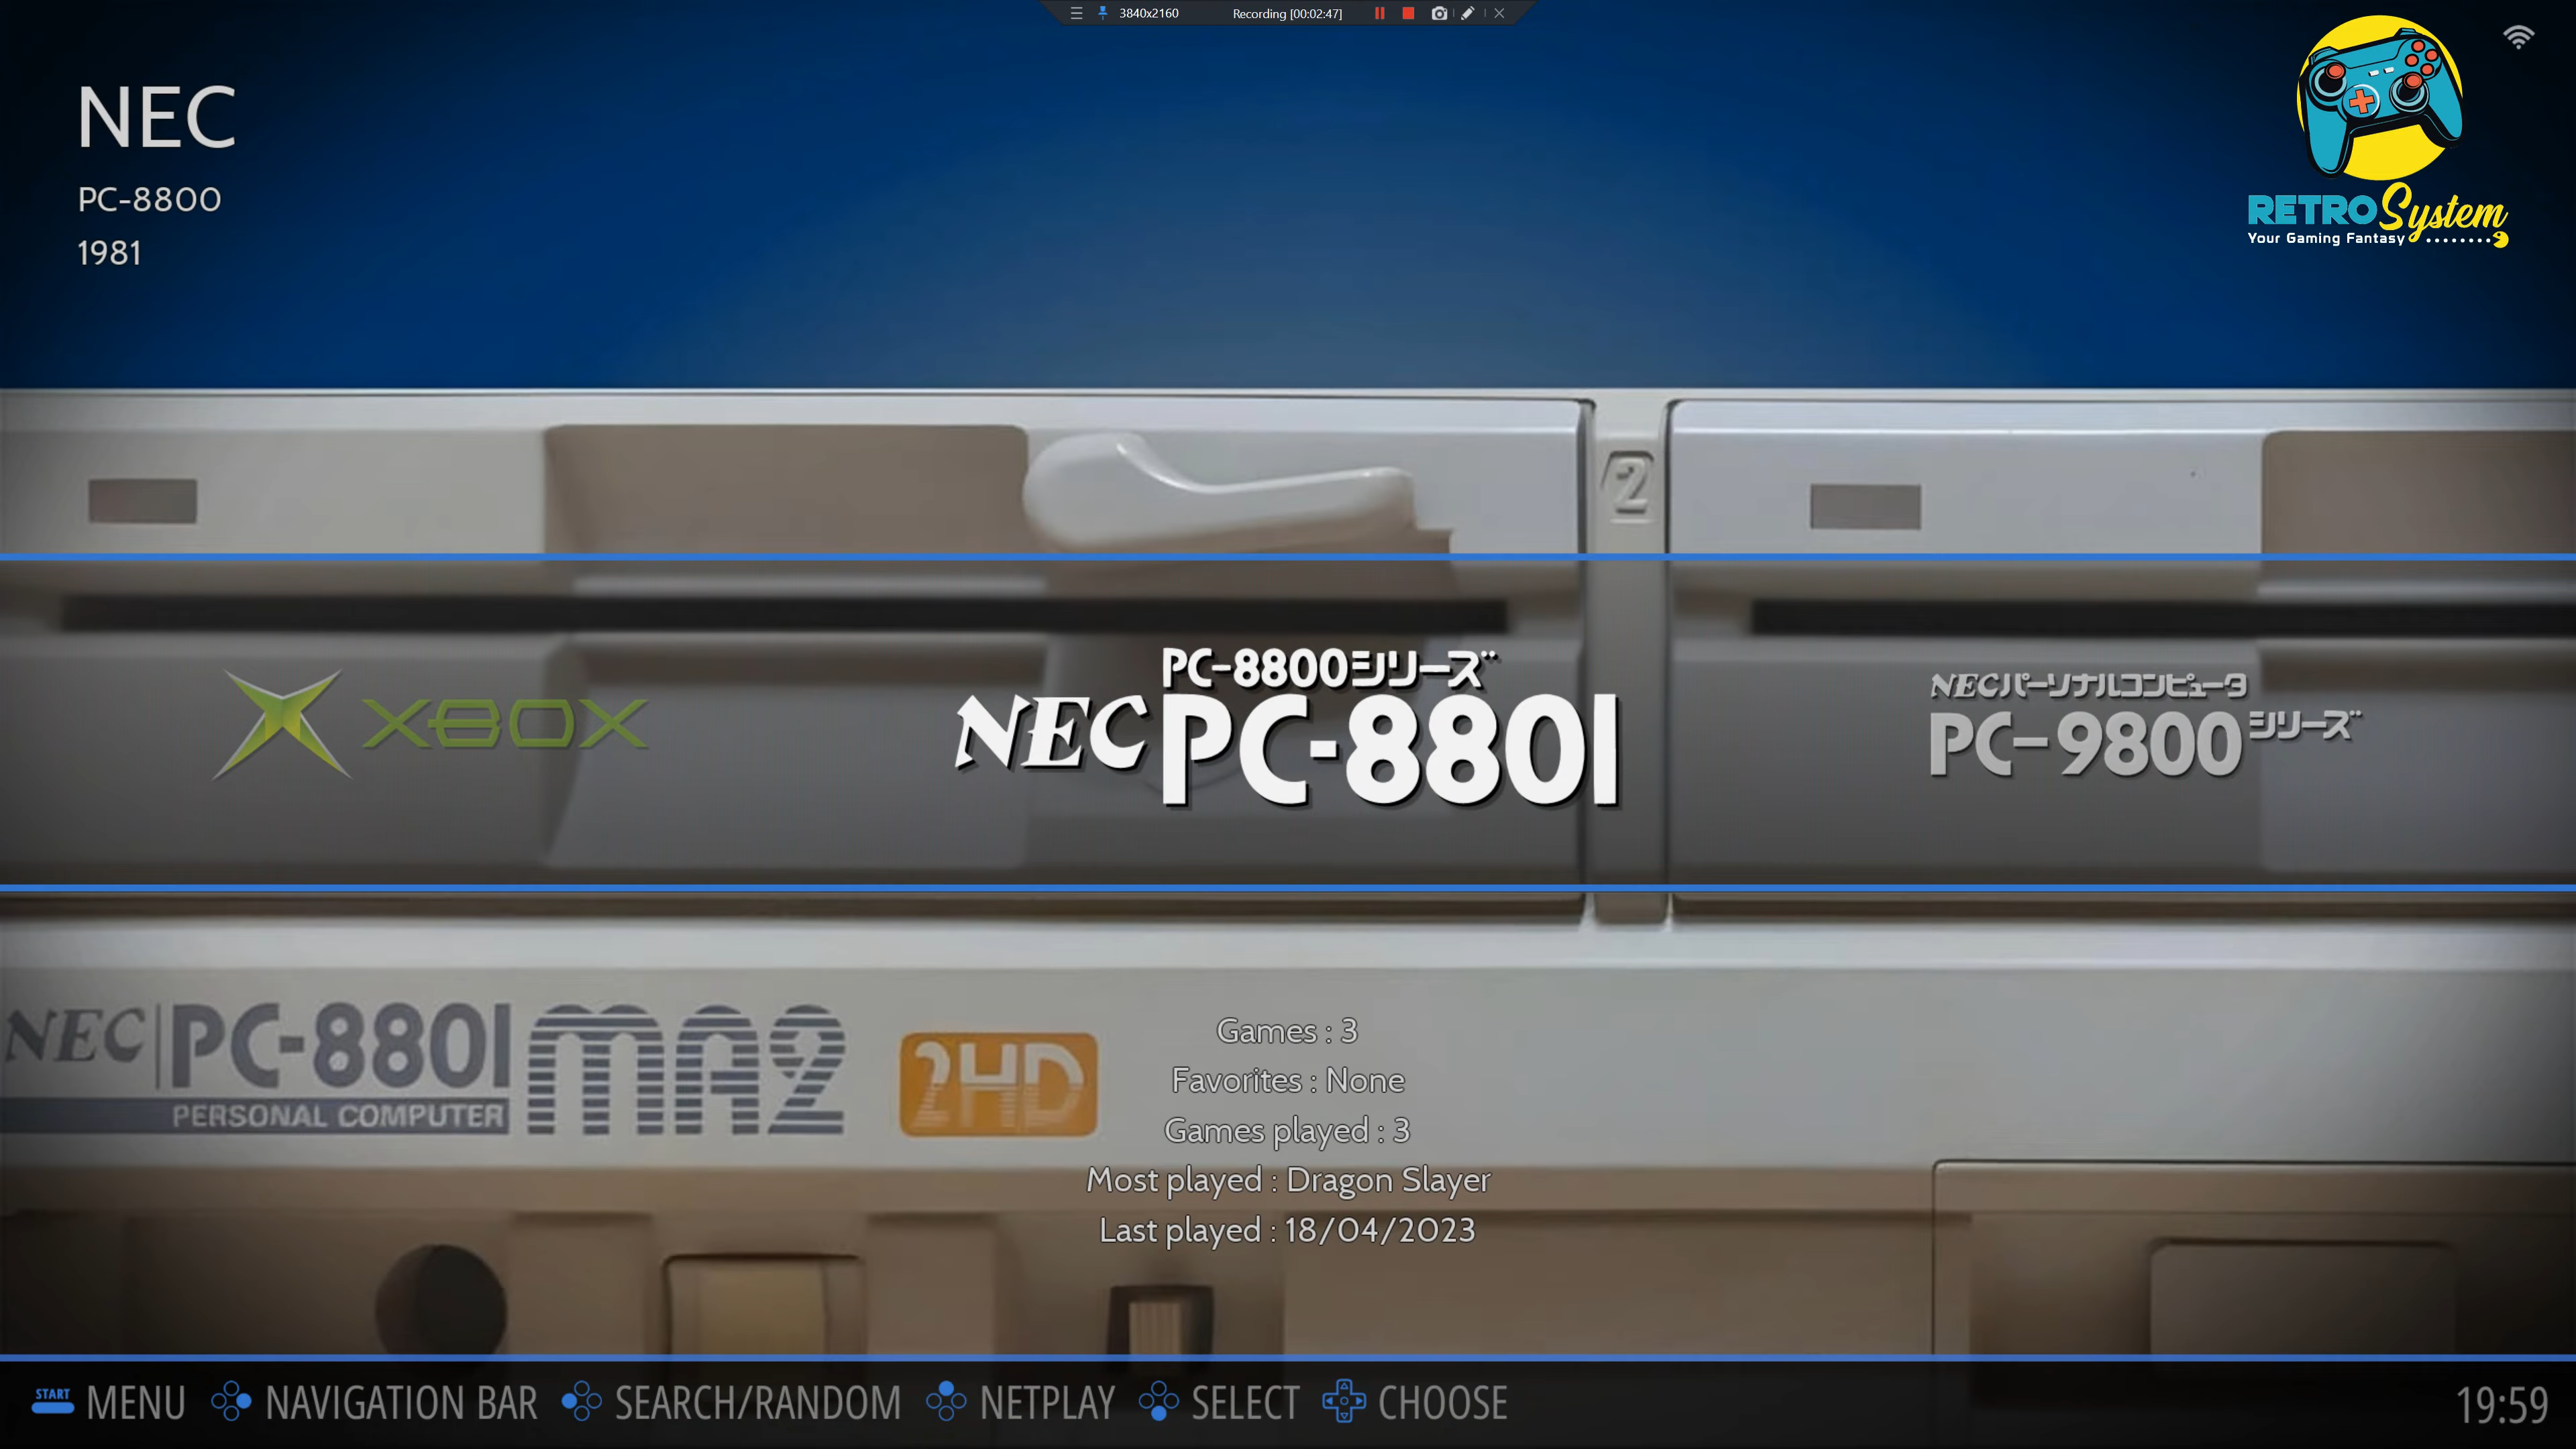 3840x2160 Recording [00:02:47]
NEC
PC-8800
1981
RETRO System
Your Gaming Fantasy
2
XBOX
PC-8800シリーズ
NEC PC-8801
NECパーソナルコンピュータ
PC-9800シリーズ
NEC PC-8801 MA2
PERSONAL COMPUTER
2HD
Games : 3
Favorites : None
Games played : 3
Most played : Dragon Slayer
Last played : 18/04/2023
START MENU NAVIGATION BAR SEARCH/RANDOM NETPLAY SELECT CHOOSE 19:59